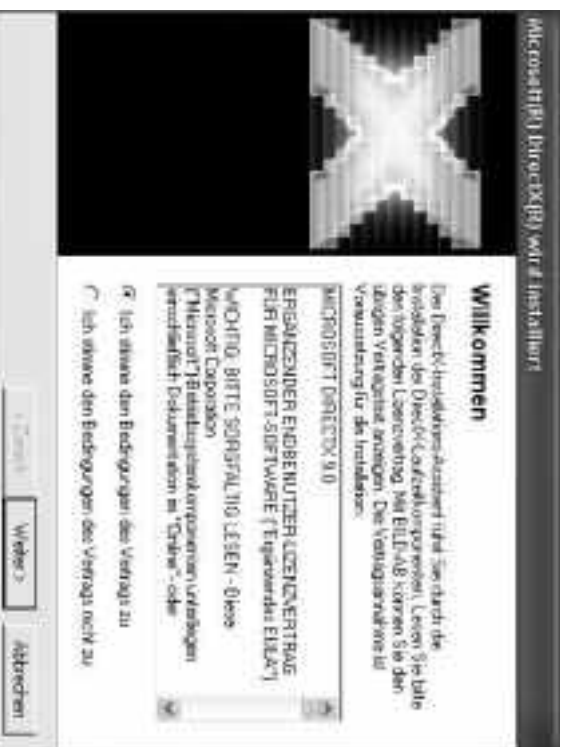 Microsoft(R) DirectX(R) wird installiert
Willkommen
Der DirectX-Installations-Assistent führt Sie durch die
Installation der DirectX-Laufzeitkomponenten. Lesen Sie bitte
den folgenden Lizenzvertrag. Mit BILD-AB können Sie den
übrigen Vertragstext anzeigen. Die Vertragsannahme ist
Voraussetzung für die Installation.
MICROSOFT DIRECTX 9.0
ERGÄNZENDER ENDBENUTZER-LIZENZVERTRAG
FÜR MICROSOFT-SOFTWARE ("Ergänzender EULA")
WICHTIG: BITTE SORGFÄLTIG LESEN - Diese
Microsoft Corporation
("Microsoft")-Betriebssystemkomponenten unterliegen
einschließlich Dokumentation in "Online"- oder
Ich stimme den Bedingungen des Vertrags zu
Ich stimme den Bedingungen des Vertrags nicht zu
< Zurück
Weiter >
Abbrechen